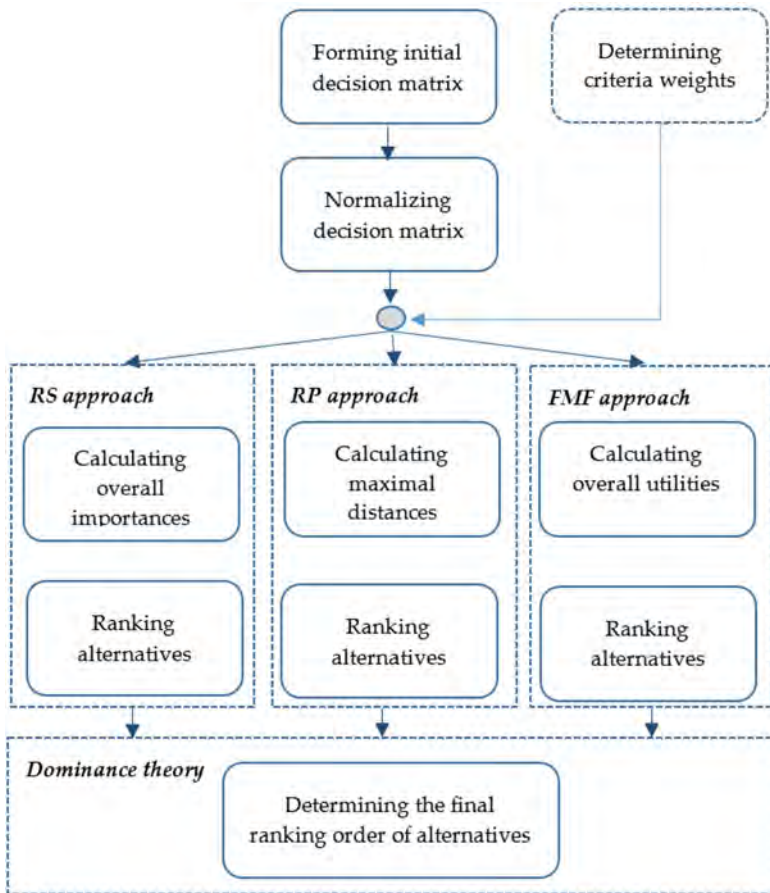 Forming initial
decision matrix
Determining
criteria weights
Normalizing
decision matrix
RS approach
Calculating
overall
importances
Ranking
alternatives
RP approach
Calculating
maximal
distances
Ranking
alternatives
FMF approach
Calculating
overall utilities
Ranking
alternatives
Dominance theory
Determining the final
ranking order of alternatives